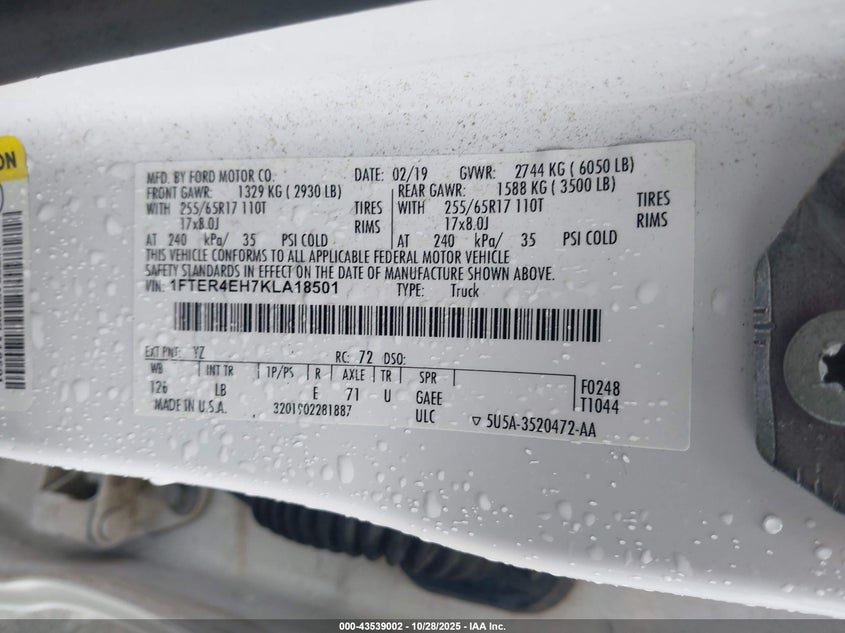 ON
MFD. BY FORD MOTOR CO. DATE: 02/19 GVWR: 2744 KG ( 6050 LB)
FRONT GAWR: 1329 KG ( 2930 LB) REAR GAWR: 1588 KG ( 3500 LB)
WITH 255/65R17 110T TIRES WITH 255/65R17 110T TIRES
17x8.0J RIMS 17x8.0J RIMS
AT 240 kPa/ 35 PSI COLD AT 240 kPa/ 35 PSI COLD
THIS VEHICLE CONFORMS TO ALL APPLICABLE FEDERAL MOTOR VEHICLE
SAFETY STANDARDS IN EFFECT ON THE DATE OF MANUFACTURE SHOWN ABOVE.
VIN: 1FTER4EH7KLA18501 TYPE: Truck
EXT PNT: YZ RC: 72 DSO:
WB INT TR 1P/PS R AXLE TR SPR
126 LB E 71 U GAEE F0248
MADE IN U.S.A. 3201902281887 ULC T1044
5U5A-3520472-AA
000-43539002 - 10/28/2025 - IAA Inc.